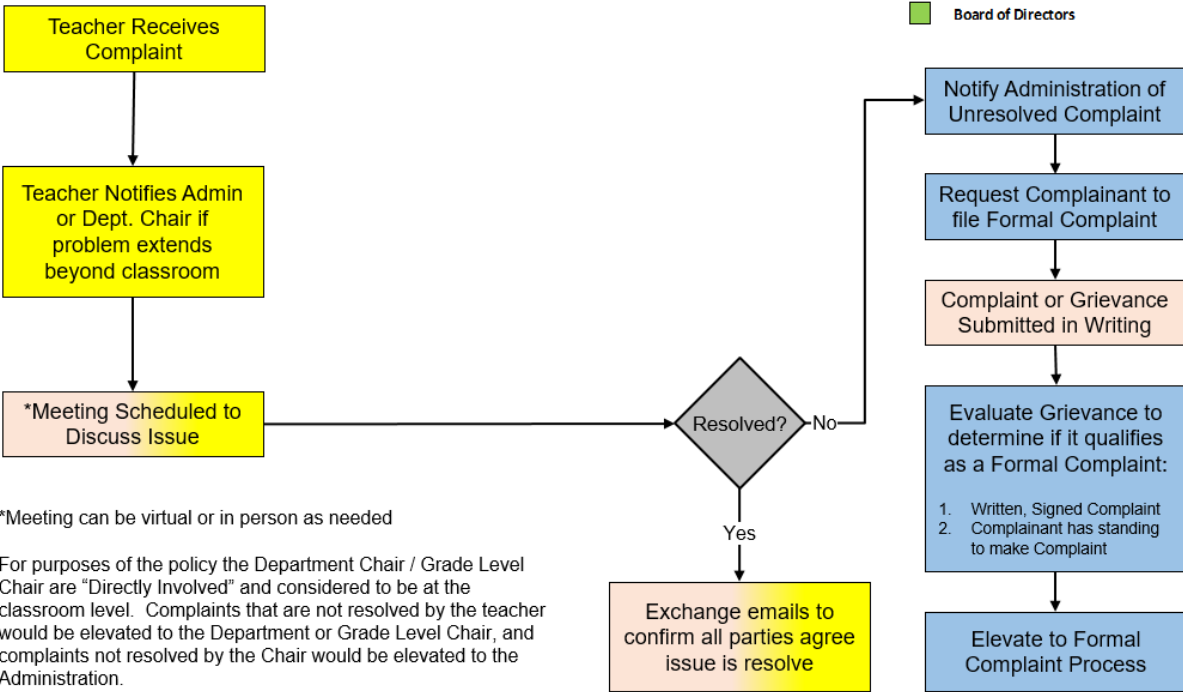 Teacher Receives
Complaint
Board of Directors
Notify Administration of
Unresolved Complaint
Teacher Notifies Admin
or Dept. Chair if
problem extends
beyond classroom
Request Complainant to
file Formal Complaint
Complaint or Grievance
Submitted in Writing
*Meeting Scheduled to
Discuss Issue
Resolved?
No
Yes
Evaluate Grievance to
determine if it qualifies
as a Formal Complaint:
1. Written, Signed Complaint
2. Complainant has standing
to make Complaint
*Meeting can be virtual or in person as needed
For purposes of the policy the Department Chair / Grade Level
Chair are “Directly Involved” and considered to be at the
classroom level. Complaints that are not resolved by the teacher
would be elevated to the Department or Grade Level Chair, and
complaints not resolved by the Chair would be elevated to the
Administration.
Exchange emails to
confirm all parties agree
issue is resolve
Elevate to Formal
Complaint Process